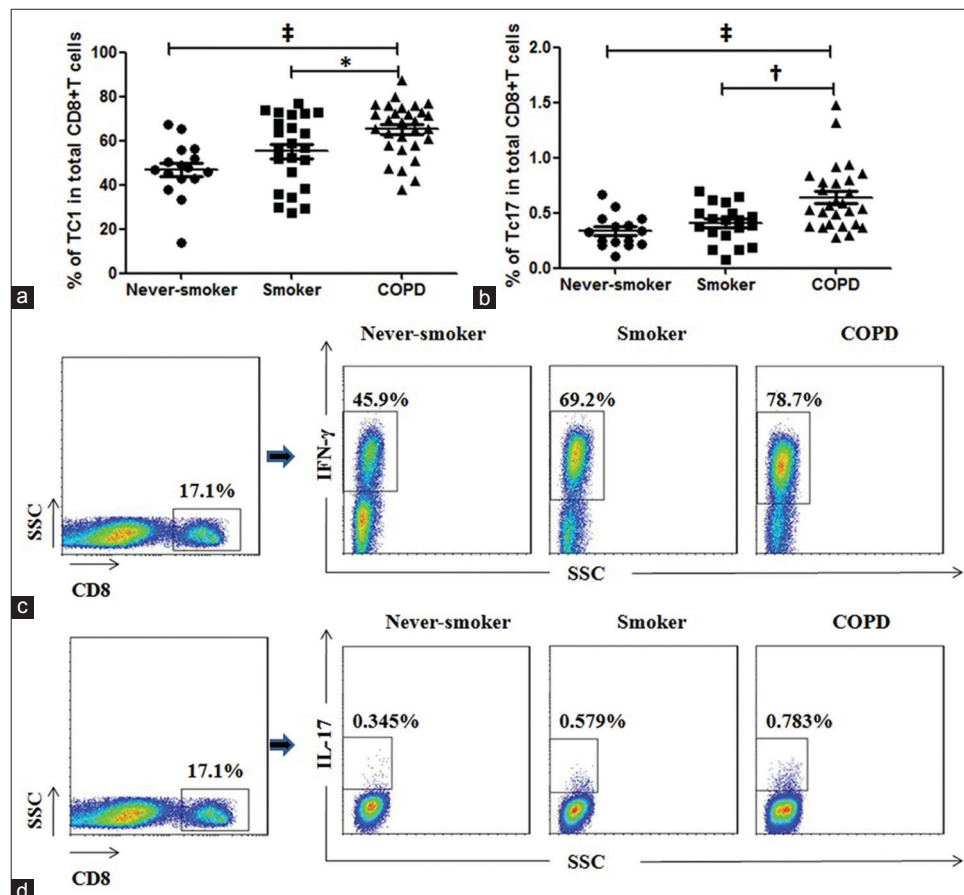 ‡
*
% of TC1 in total CD8+T cells
100
80
60
40
20
0
Never-smoker Smoker COPD
a
‡
†
% of Tc17 in total CD8+T cells
2.0
1.5
1.0
0.5
0.0
Never-smoker Smoker COPD
b
Never-smoker Smoker COPD
17.1%
SSC
CD8
IFN-γ
45.9% 69.2% 78.7%
SSC
c
Never-smoker Smoker COPD
17.1%
SSC
CD8
IL-17
0.345% 0.579% 0.783%
SSC
d